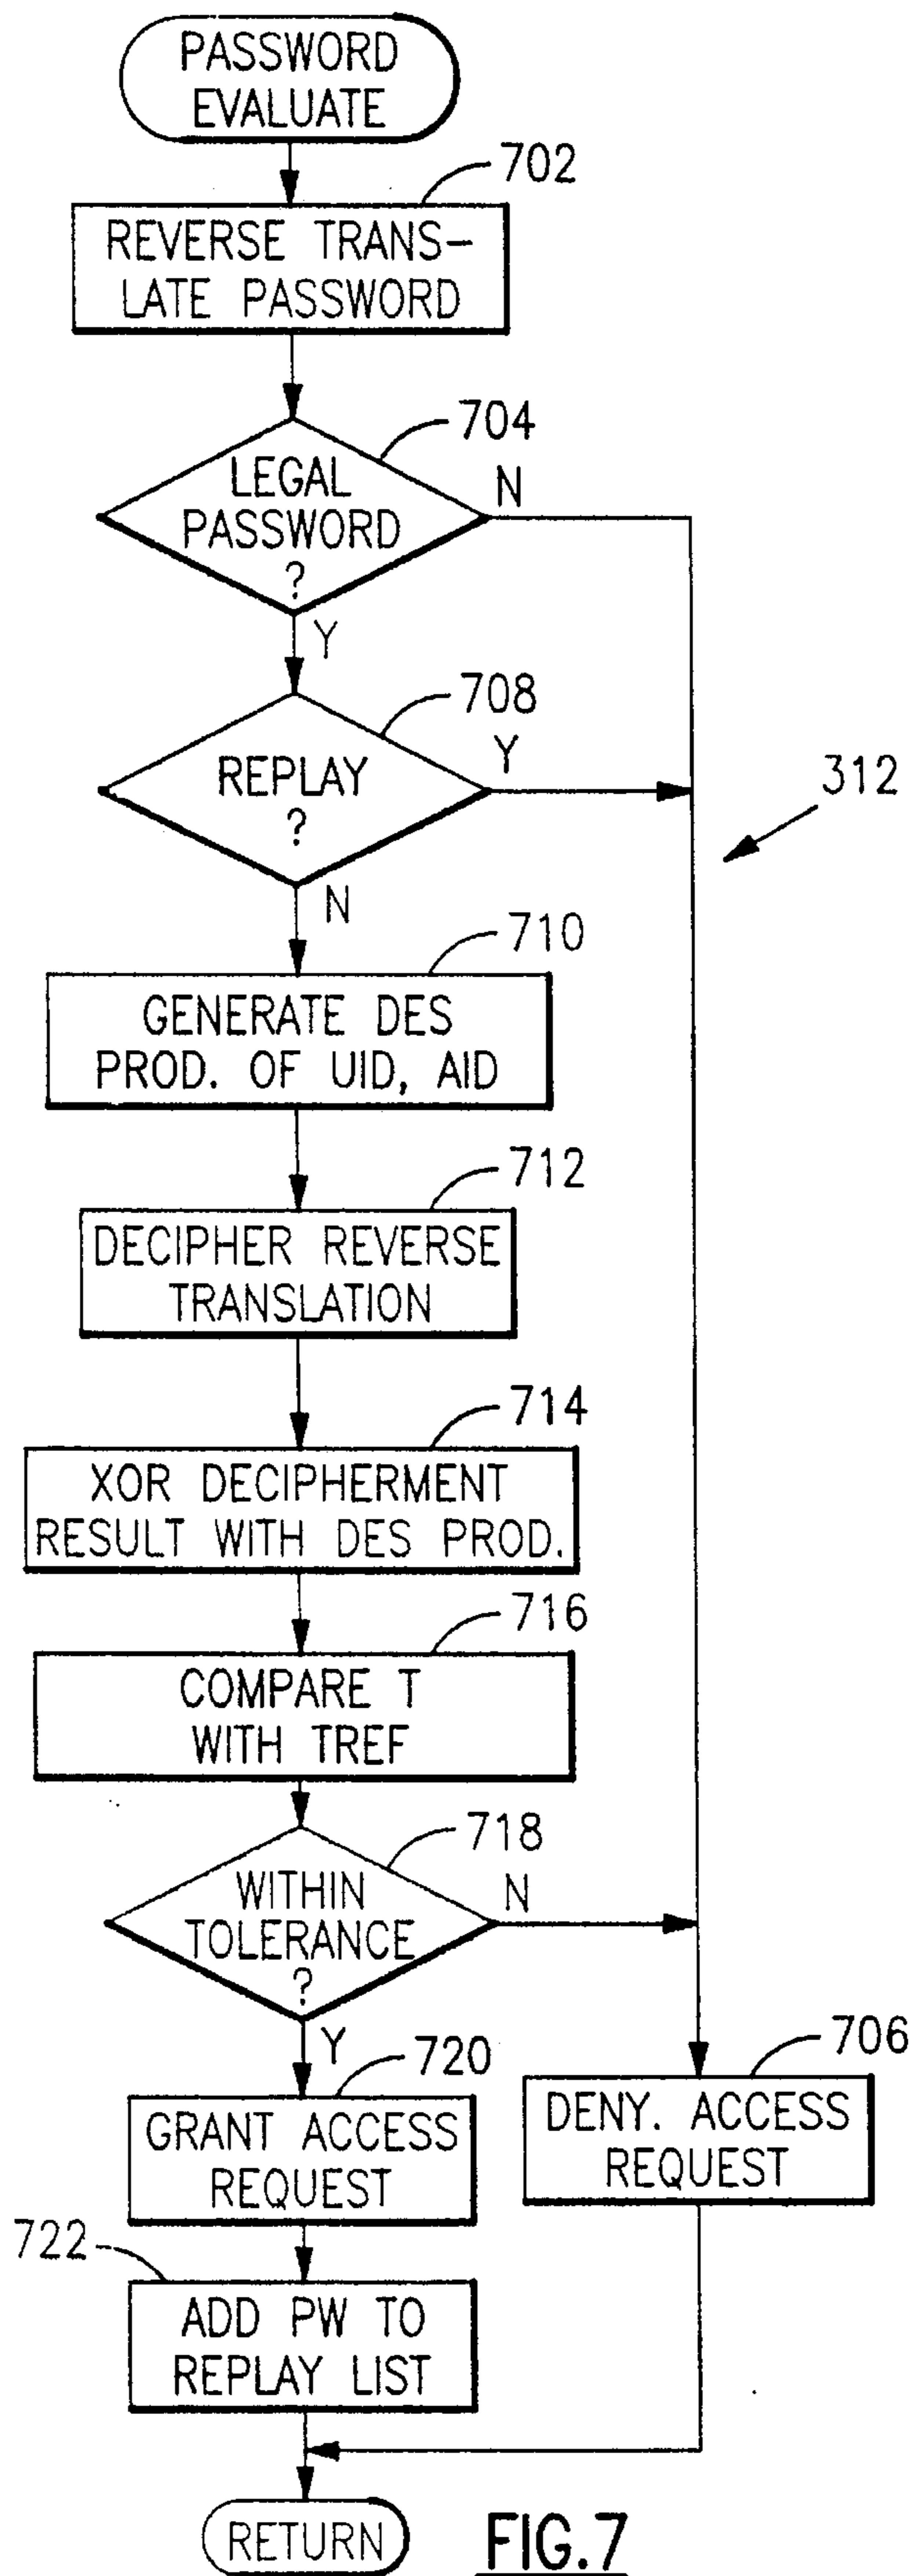 PASSWORD
EVALUATE
702
REVERSE TRANS-
LATE PASSWORD
704
LEGAL
PASSWORD
?
N
Y
708
REPLAY
?
Y
312
N
710
GENERATE DES
PROD. OF UID, AID
712
DECIPHER REVERSE
TRANSLATION
714
XOR DECIPHERMENT
RESULT WITH DES PROD.
716
COMPARE T
WITH TREF
718
WITHIN
TOLERANCE
?
N
Y
720
GRANT ACCESS
REQUEST
706
DENY. ACCESS
REQUEST
722
ADD PW TO
REPLAY LIST
RETURN
FIG.7